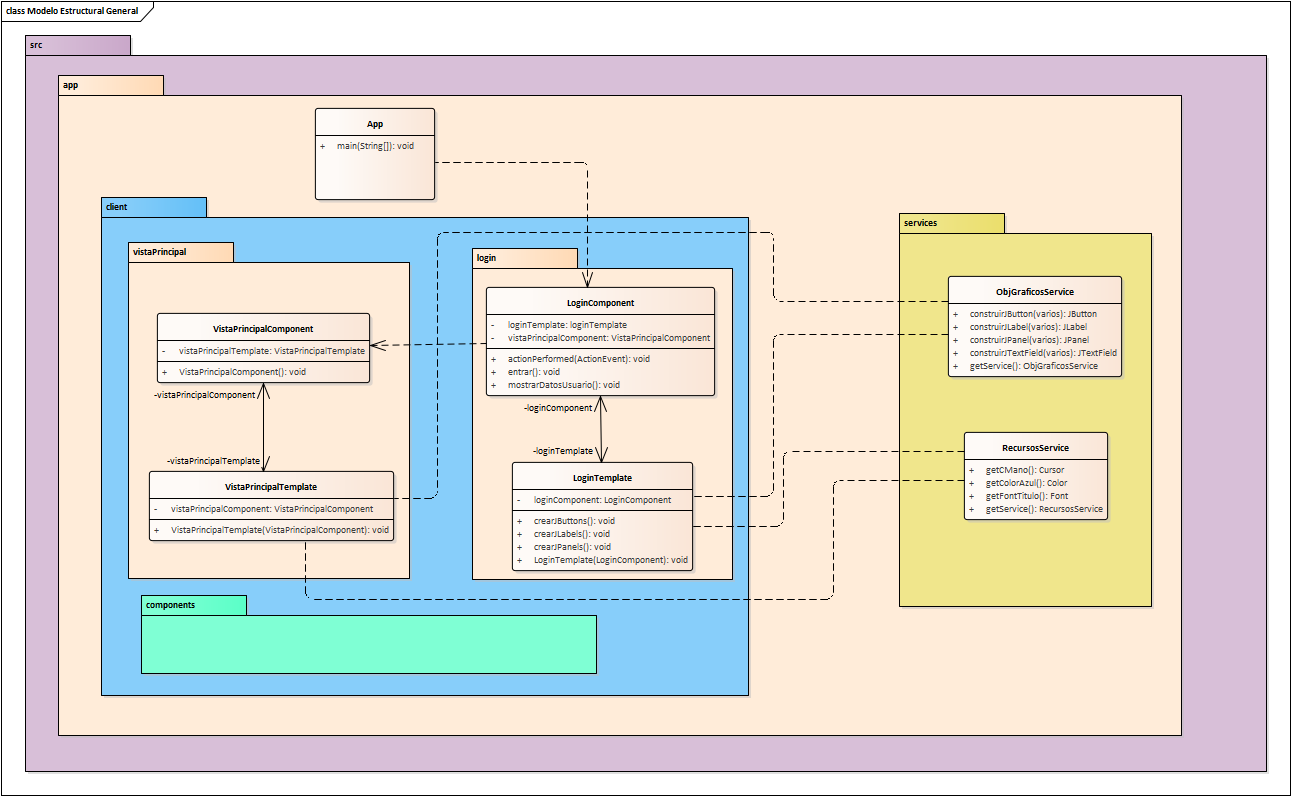 class Modelo Estructural General
src
app
App
+ main(String[]): void
client
vistaPrincipal
VistaPrincipalComponent
- vistaPrincipalTemplate: VistaPrincipalTemplate
+ VistaPrincipalComponent(): void
-vistaPrincipalComponent
-vistaPrincipalTemplate
VistaPrincipalTemplate
- vistaPrincipalComponent: VistaPrincipalComponent
+ VistaPrincipalTemplate(VistaPrincipalComponent): void
login
LoginComponent
- loginTemplate: loginTemplate
- vistaPrincipalComponent: VistaPrincipalComponent
+ actionPerformed(ActionEvent): void
+ entrar(): void
+ mostrarDatosUsuario(): void
-loginComponent
-loginTemplate
LoginTemplate
- loginComponent: LoginComponent
+ crearJButtons(): void
+ crearJLabels(): void
+ crearJPanels(): void
+ LoginTemplate(LoginComponent): void
components
services
ObjGraficosService
+ construirJButton(varios): JButton
+ construirJLabel(varios): JLabel
+ construirJPanel(varios): JPanel
+ construirJTextField(varios): JTextField
+ getService(): ObjGraficosService
RecursosService
+ getCMano(): Cursor
+ getColorAzul(): Color
+ getFontTitulo(): Font
+ getService(): RecursosService